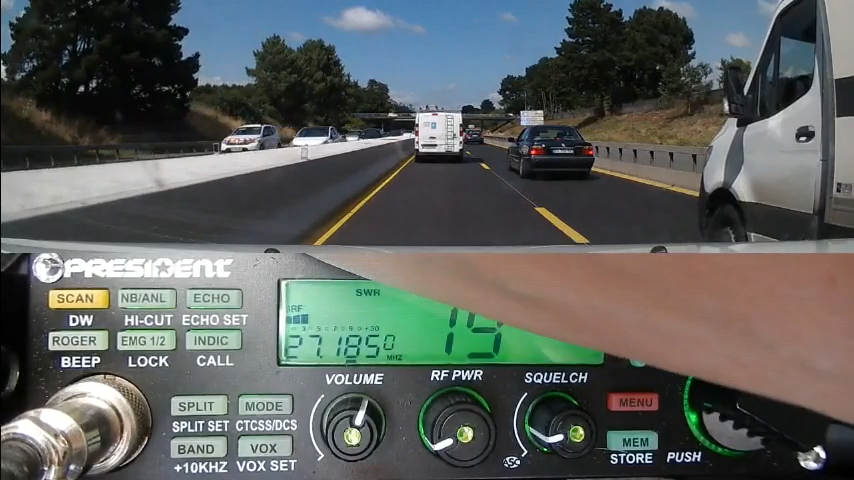 PRESIDENT
SCAN NB/ANL ECHO
DW HI-CUT ECHO SET
ROGER EMG 1/2 INDIC
BEEP LOCK CALL
SPLIT MODE
SPLIT SET CTCSS/DCS
BAND VOX
+10KHZ VOX SET
SWR
27.1850 MHZ
19
VOLUME RF PWR SQUELCH
ASC
MENU
MEM
STORE PUSH